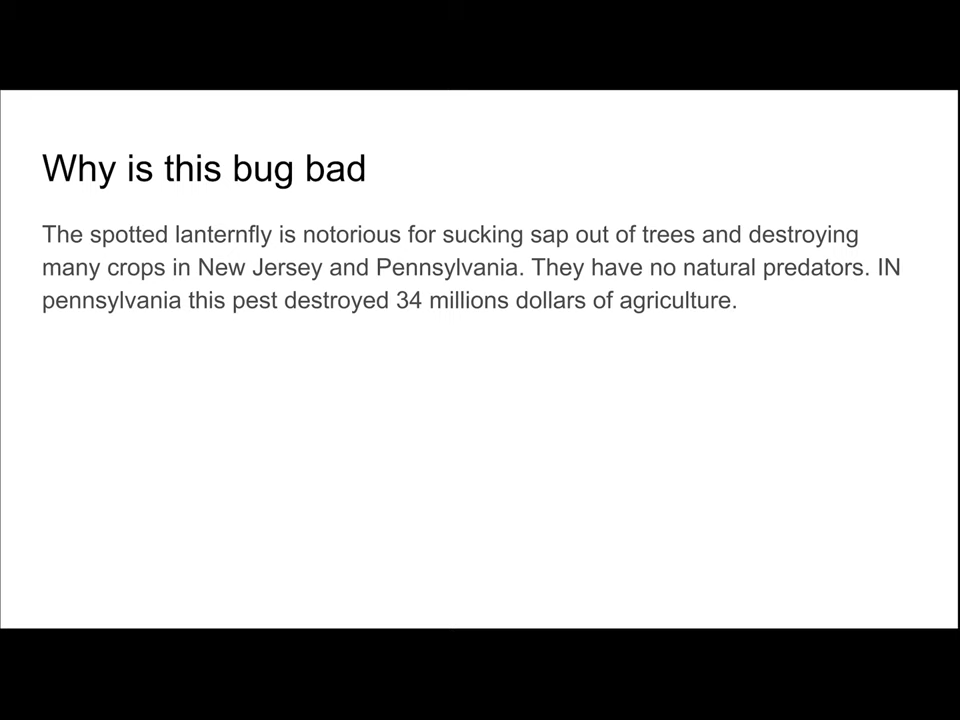 Why is this bug bad
The spotted lanternfly is notorious for sucking sap out of trees and destroying
many crops in New Jersey and Pennsylvania. They have no natural predators. IN
pennsylvania this pest destroyed 34 millions dollars of agriculture.